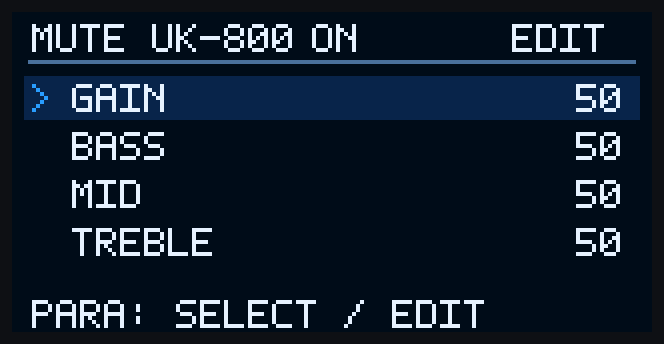 MUTE UK-800 ON EDIT
> GAIN 50
BASS 50
MID 50
TREBLE 50
PARA: SELECT / EDIT